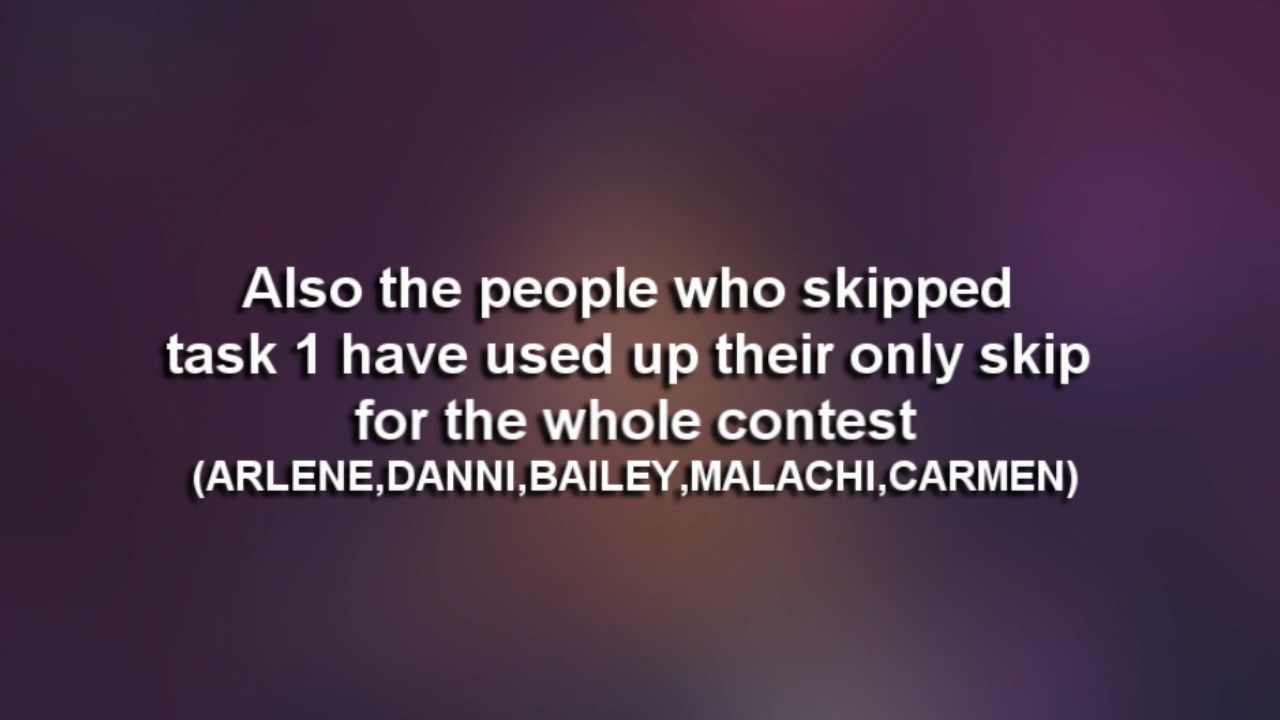 Also the people who skipped
task 1 have used up their only skip
for the whole contest
(ARLENE,DANNI,BAILEY,MALACHI,CARMEN)